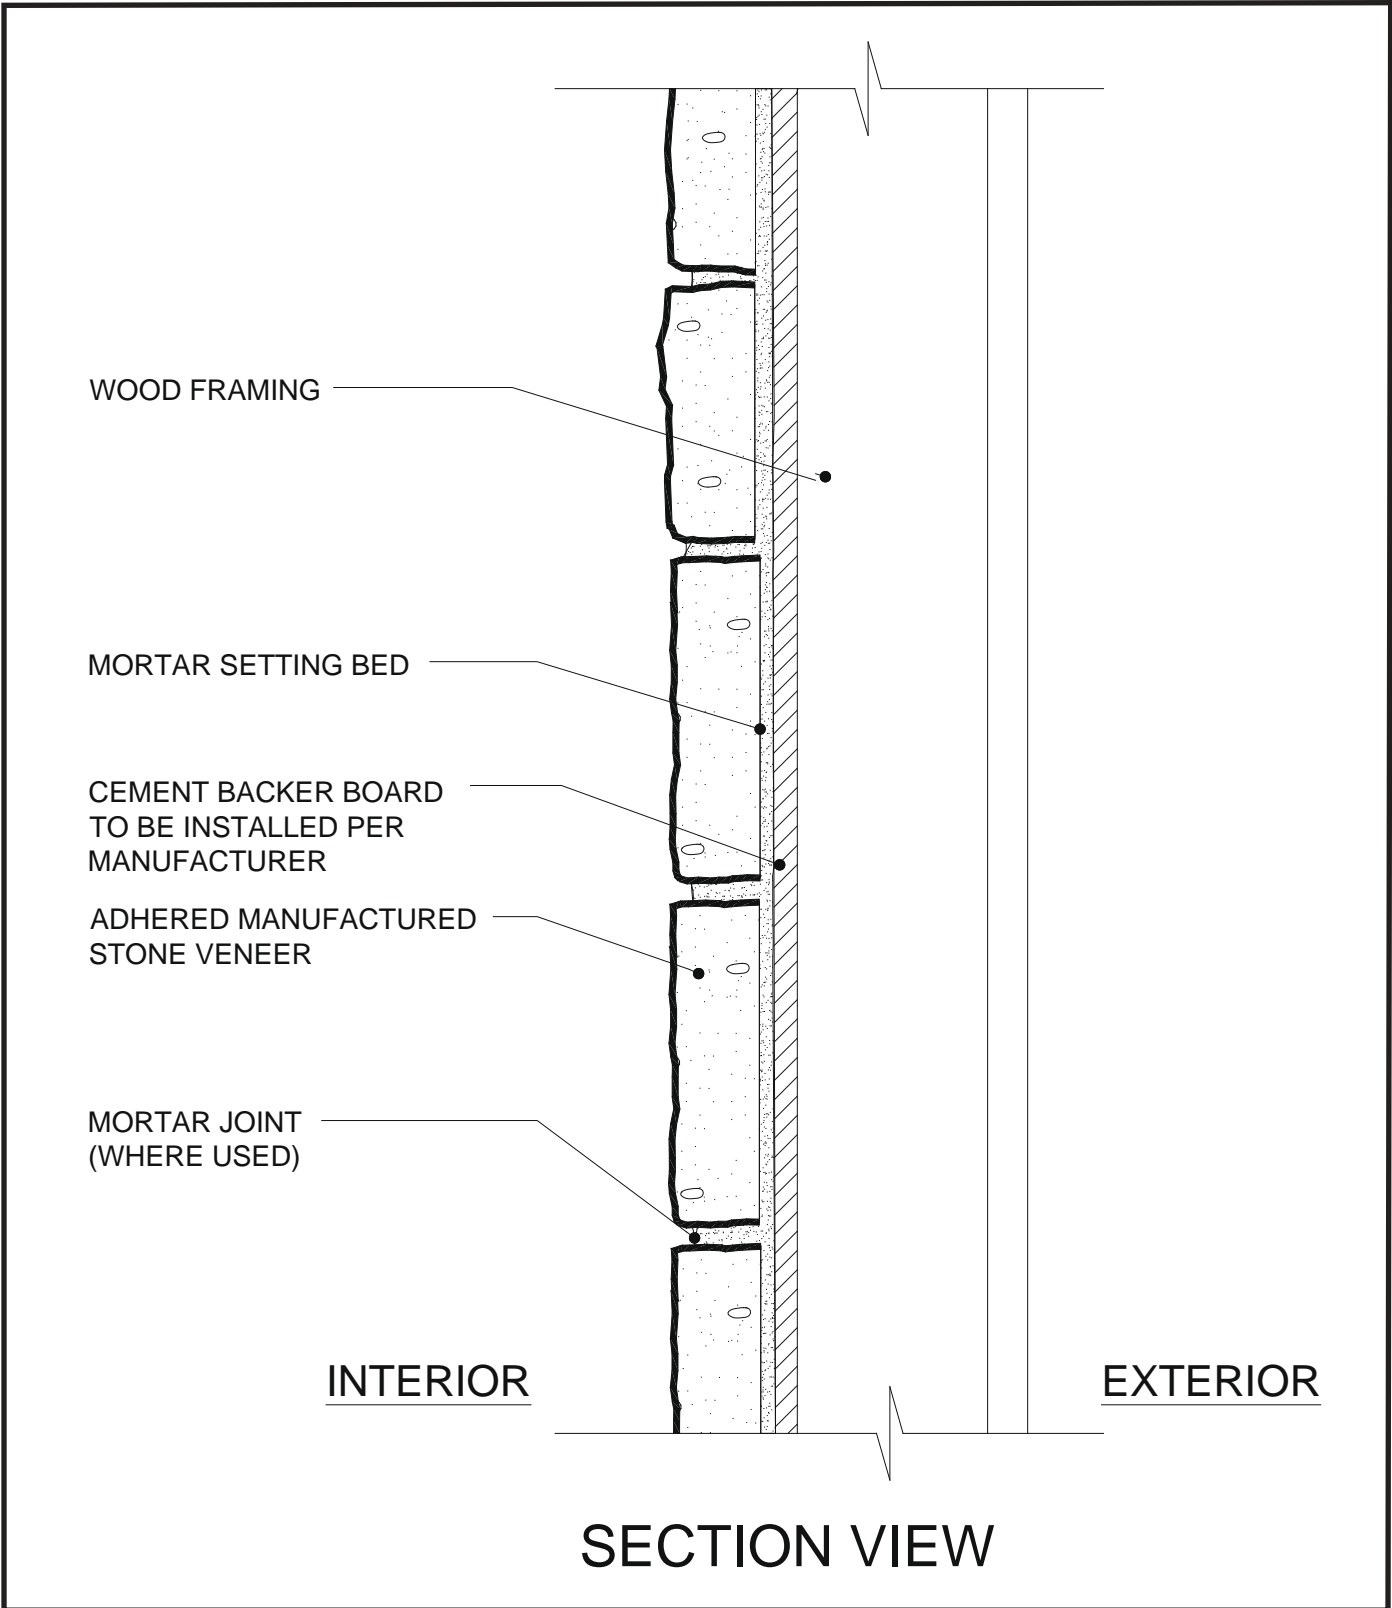 WOOD FRAMING
MORTAR SETTING BED
CEMENT BACKER BOARD
TO BE INSTALLED PER
MANUFACTURER
ADHERED MANUFACTURED
STONE VENEER
MORTAR JOINT
(WHERE USED)
INTERIOR
EXTERIOR
SECTION VIEW